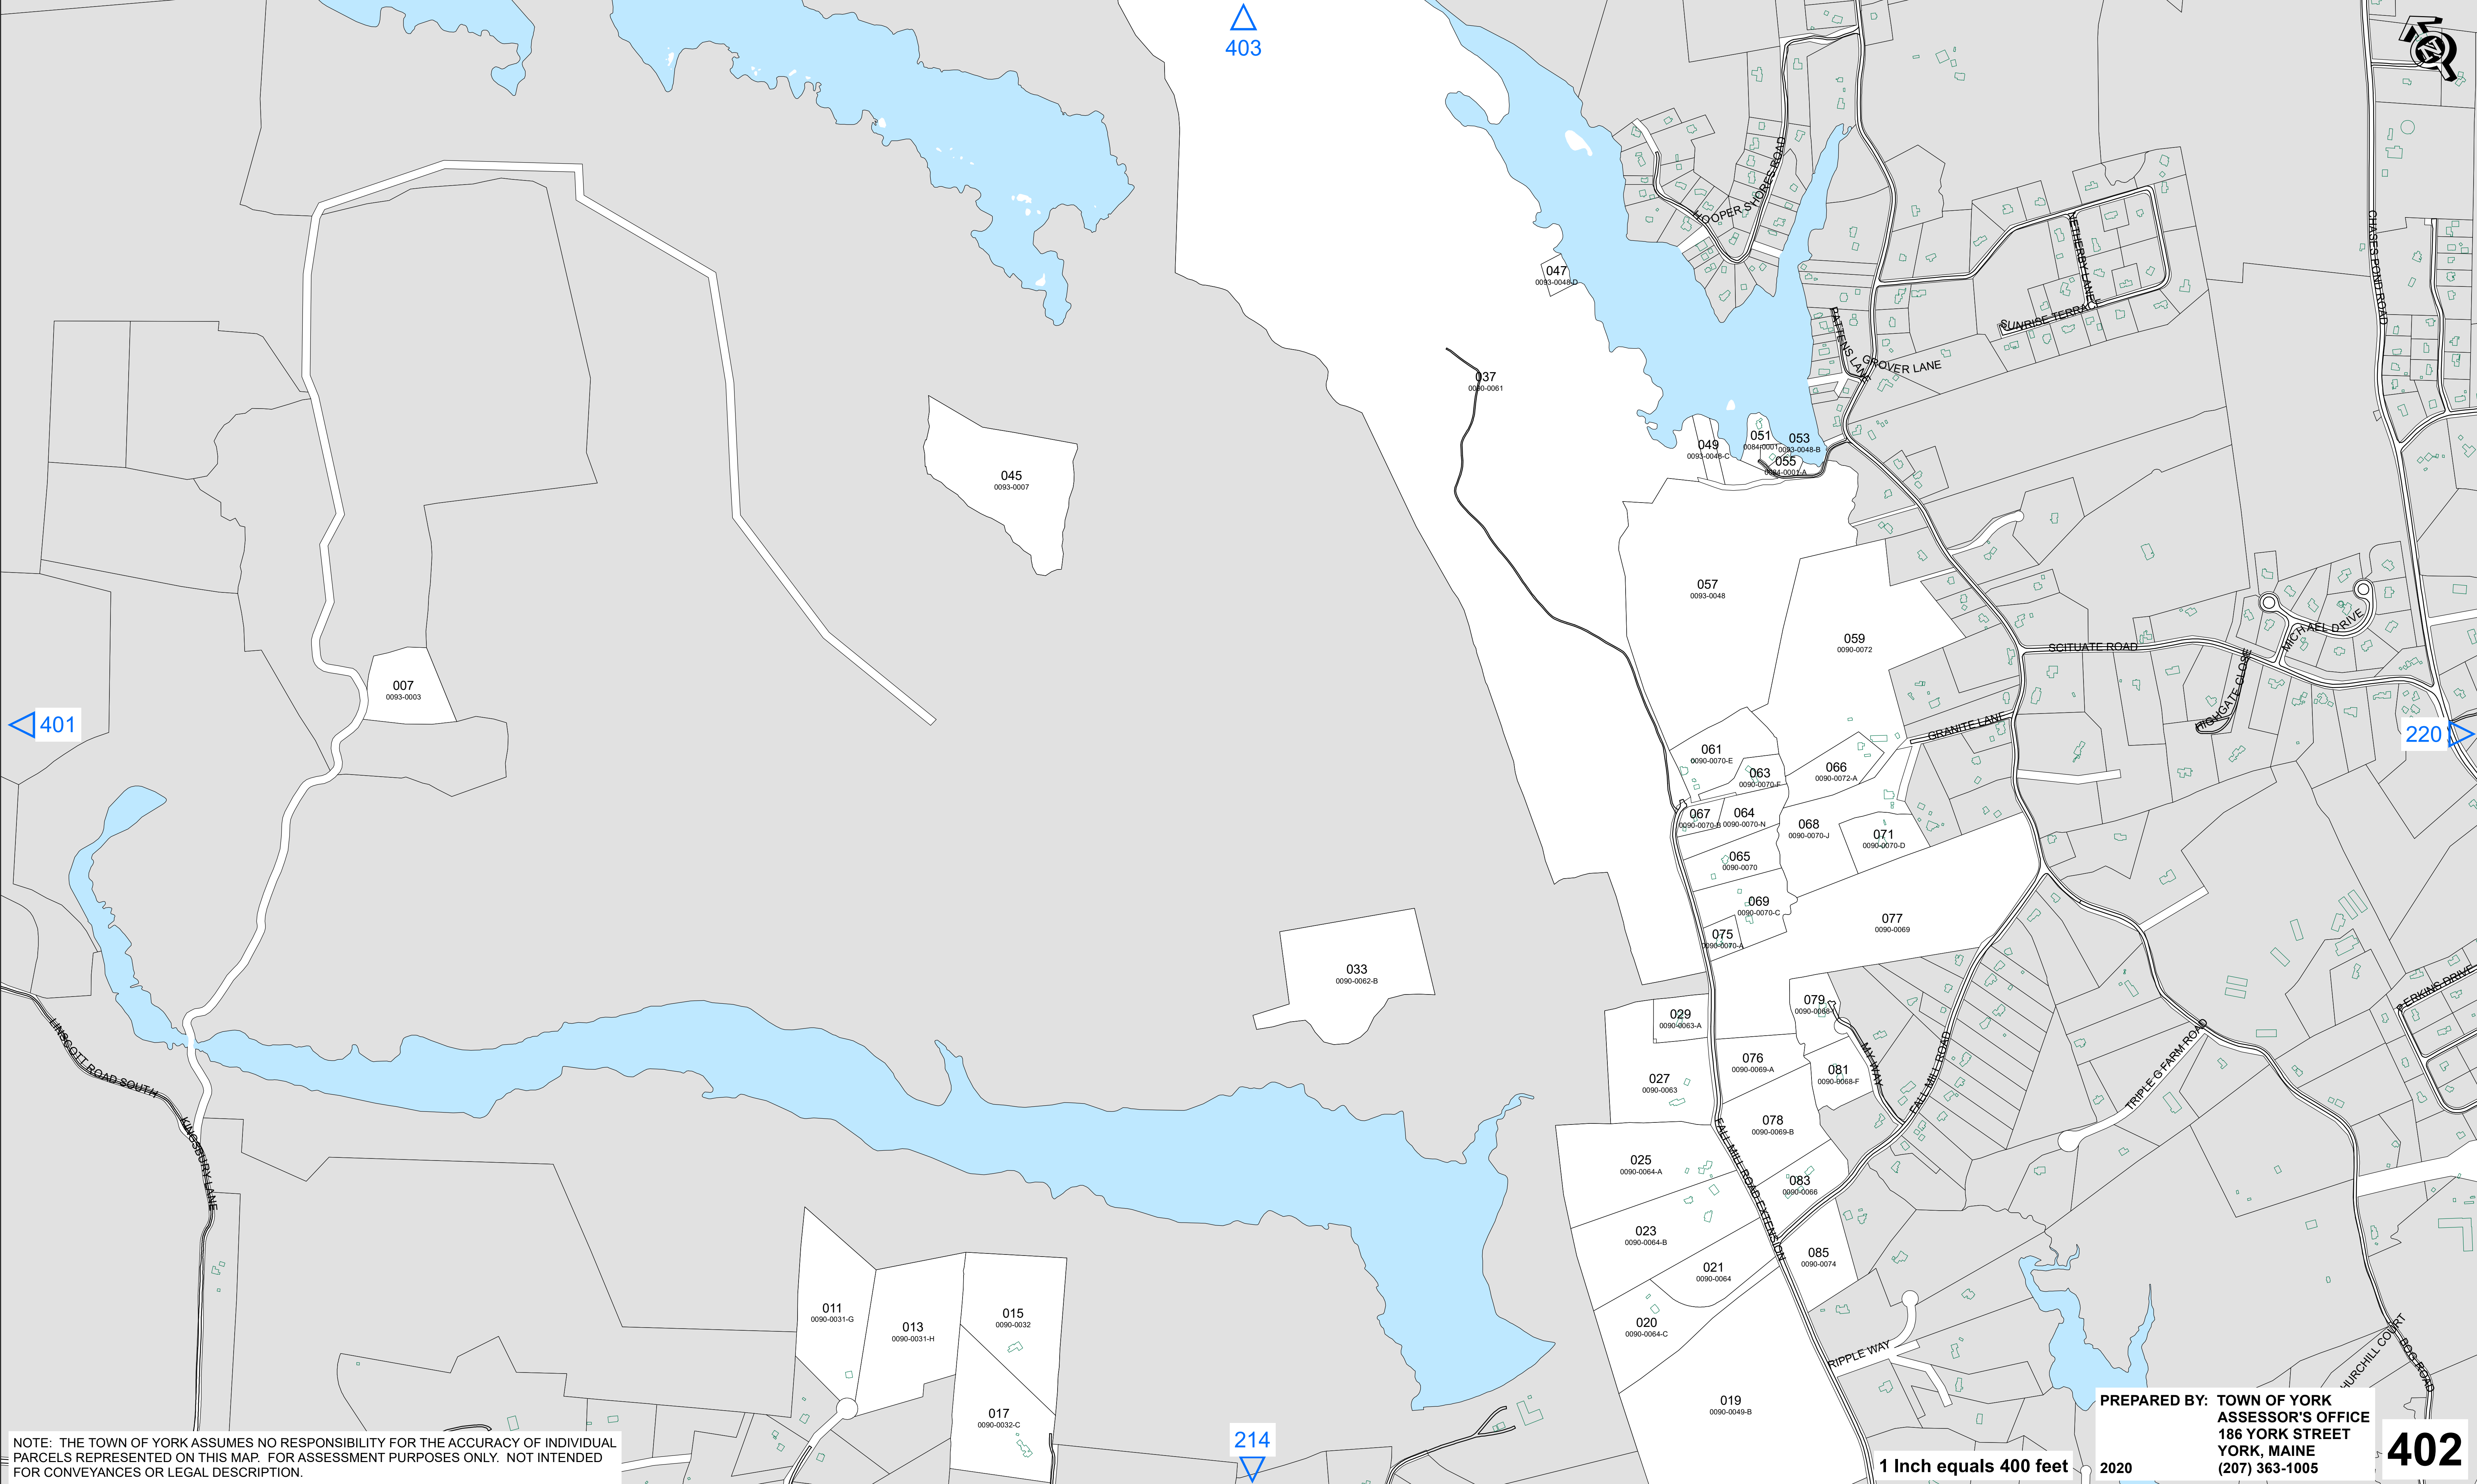 403
N
HOOPER SHORES ROAD
NETHERBY LANE
CHASES POND ROAD
047
0093-0048-D
SUNRISE TERRACE
PATTENS LANE
GROVER LANE
037
0090-0061
049
0093-0048-C
051
0084-0001
053
0093-0048-B
055
0084-0001-A
045
0093-0007
057
0093-0048
059
0090-0072
MICHAEL DRIVE
SCITUATE ROAD
HIGHGATE CLOSE
007
0093-0003
401
220
GRANITE LANE
061
0090-0070-E
063
0090-0070-F
066
0090-0072-A
067
0090-0070-B
064
0090-0070-N
068
0090-0070-J
071
0090-0070-D
065
0090-0070
069
0090-0070-C
075
0090-0070-A
077
0090-0069
033
0090-0062-B
PERKINS DRIVE
079
029
0090-0063-A
076
0090-0069-A
081
0090-0068-F
MY WAY
FALL MILL ROAD
TRIPLE G FARM ROAD
027
0090-0063
LINSCOTT ROAD SOUTH
KINGSBURY LANE
078
0090-0069-B
FALL MILL ROAD EXTENSION
025
0090-0064-A
083
0090-0066
023
0090-0064-B
085
0090-0074
021
0090-0064
020
0090-0064-C
011
0090-0031-G
013
0090-0031-H
015
0090-0032
RIPPLE WAY
CHURCHILL COURT
BOG ROAD
019
0090-0049-B
017
0090-0032-C
214
NOTE: THE TOWN OF YORK ASSUMES NO RESPONSIBILITY FOR THE ACCURACY OF INDIVIDUAL
PARCELS REPRESENTED ON THIS MAP. FOR ASSESSMENT PURPOSES ONLY. NOT INTENDED
FOR CONVEYANCES OR LEGAL DESCRIPTION.
1 Inch equals 400 feet
PREPARED BY: TOWN OF YORK
ASSESSOR'S OFFICE
186 YORK STREET
YORK, MAINE
2020 (207) 363-1005
402